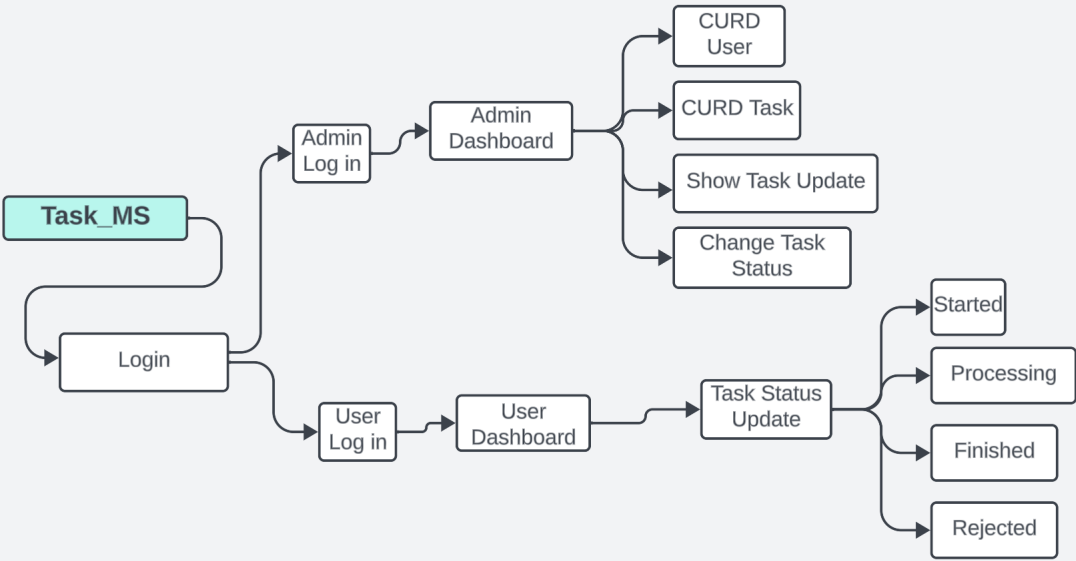 Task_MS
Login
Admin
Log in
Admin
Dashboard
CURD
User
CURD Task
Show Task Update
Change Task
Status
User
Log in
User
Dashboard
Task Status
Update
Started
Processing
Finished
Rejected